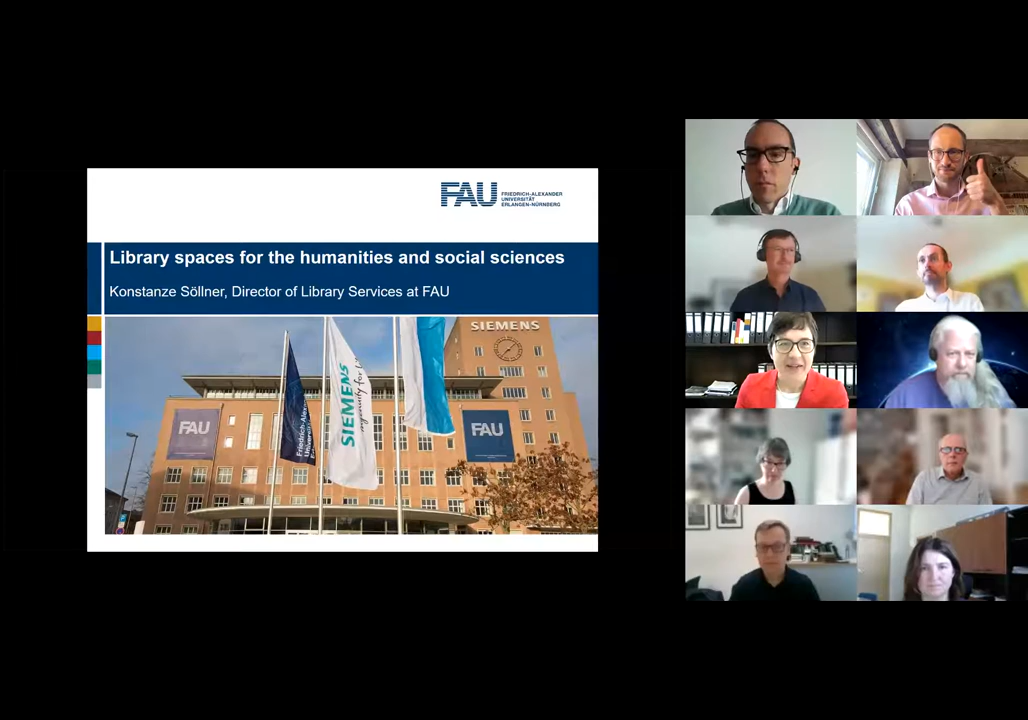 FAU
FRIEDRICH-ALEXANDER
UNIVERSITÄT
ERLANGEN-NÜRNBERG
Library spaces for the humanities and social sciences
Konstanze Söllner, Director of Library Services at FAU
SIEMENS
FAU
SIEMENS
FAU